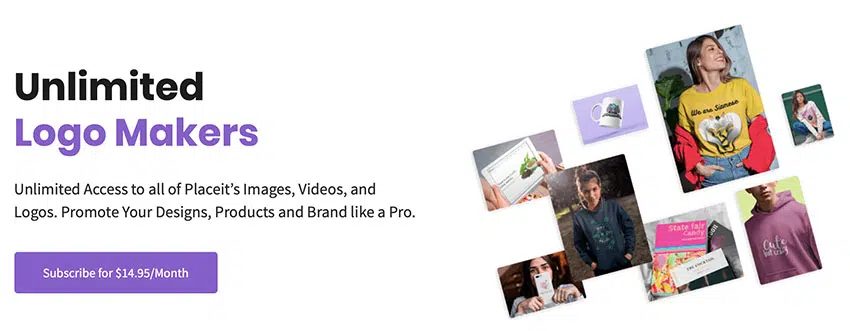 Unlimited
Logo Makers
Unlimited Access to all of Placeit's Images, Videos, and
Logos. Promote Your Designs, Products and Brand like a Pro.
Subscribe for $14.95/Month
We are Siamese
State fair
Candy
Cute